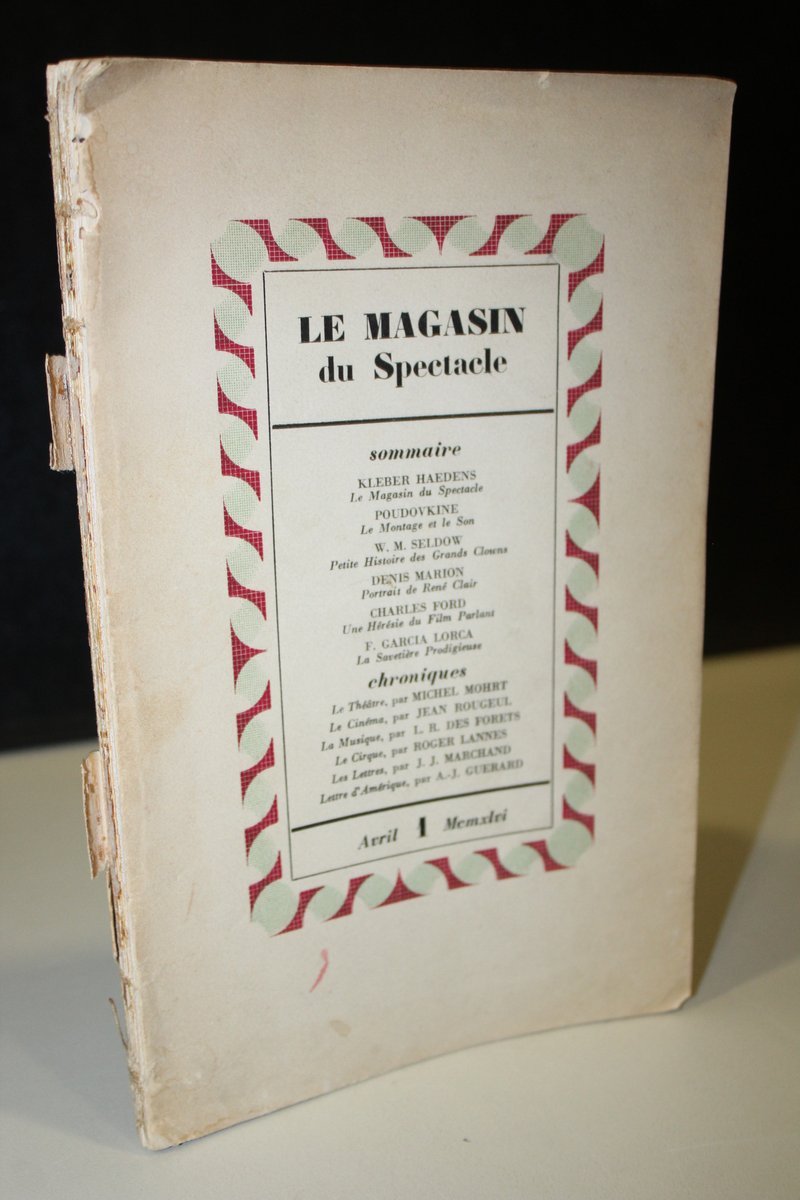 LE MAGASIN
du Spectacle
sommaire
KLEBER HAEDENS
Le Magasin du Spectacle
POUDOVKINE
Le Montage et le Son
W. M. SELDOW
Petite Histoire des Grands Clowns
DENIS MARION
Portrait de René Clair
CHARLES FORD
Une Hérésie du Film Parlant
F. GARCIA LORCA
La Savetière Prodigieuse
chroniques
Le Théâtre, par MICHEL MOHRT
Le Cinéma, par JEAN ROUGEUL
La Musique, par L. R. DES FORETS
Le Cirque, par ROGER LANNES
Les Lettres, par J. J. MARCHAND
Lettre d'Amérique, par A.-J. GUERARD
Avril 1 Mcmxlvi